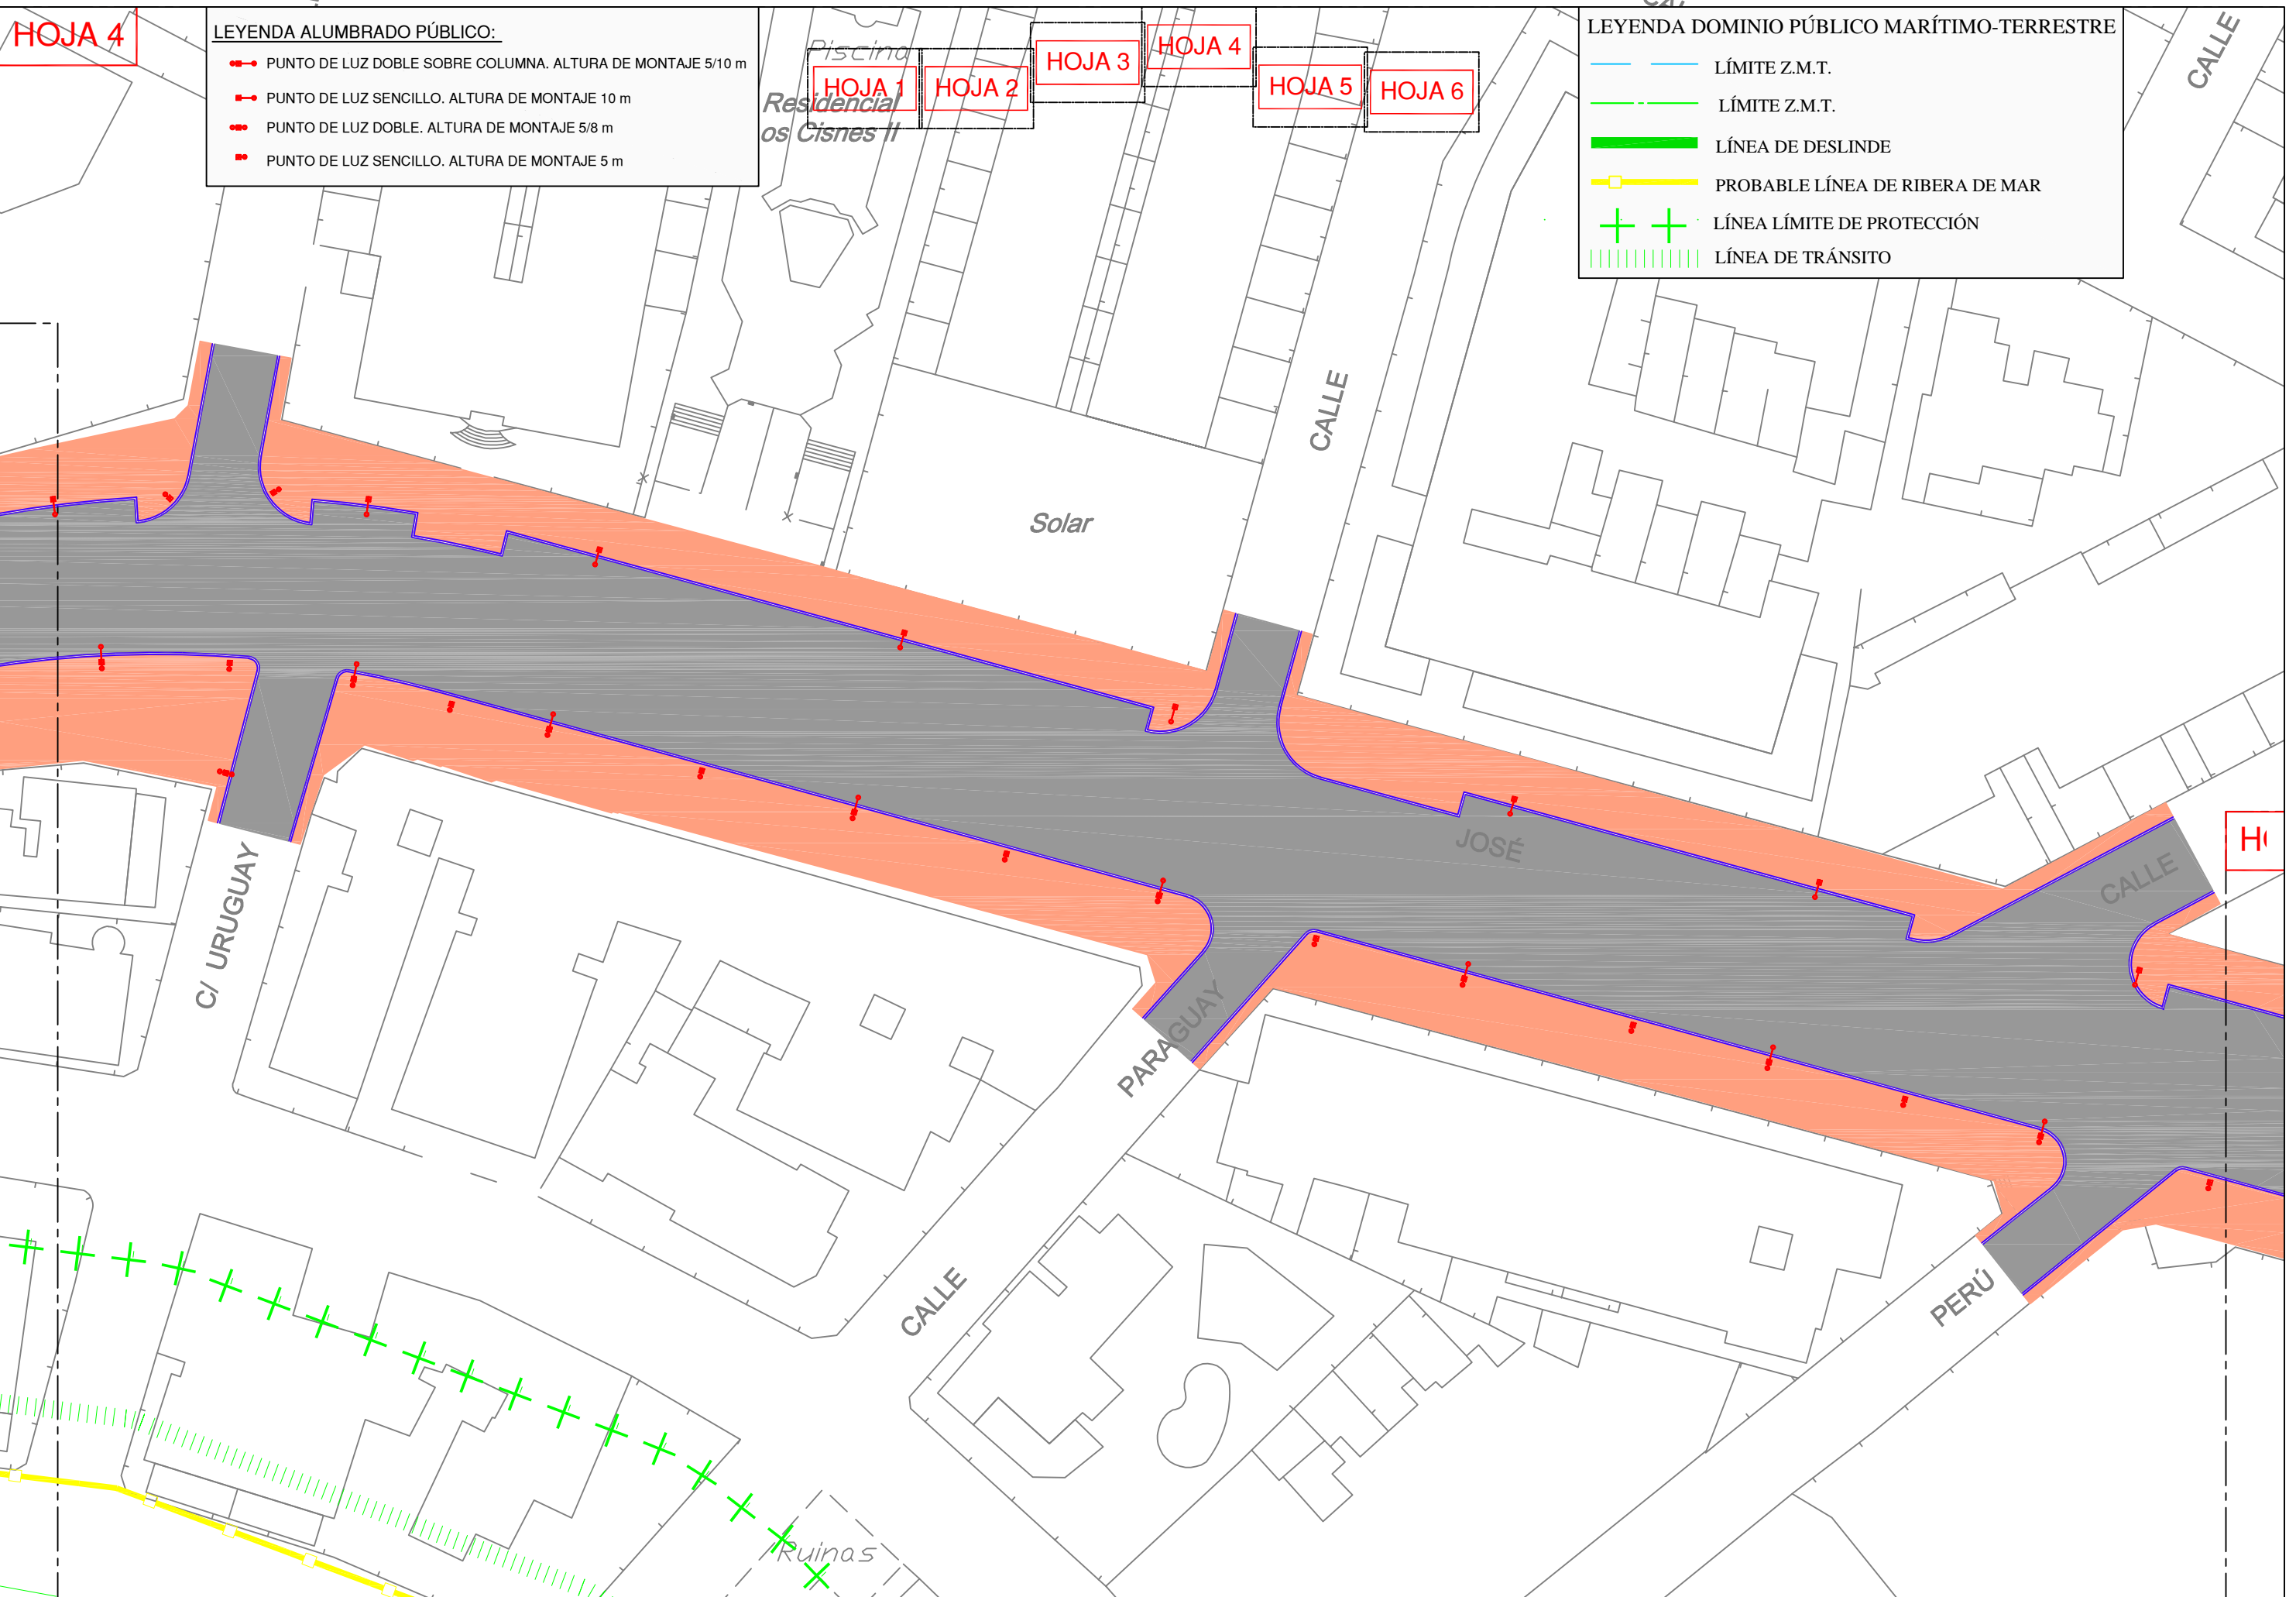 HOJA 4
LEYENDA ALUMBRADO PÚBLICO:
PUNTO DE LUZ DOBLE SOBRE COLUMNA. ALTURA DE MONTAJE 5/10 m
PUNTO DE LUZ SENCILLO. ALTURA DE MONTAJE 10 m
PUNTO DE LUZ DOBLE. ALTURA DE MONTAJE 5/8 m
PUNTO DE LUZ SENCILLO. ALTURA DE MONTAJE 5 m
Piscina
Residencial
os Cisnes II
HOJA 1
HOJA 2
HOJA 3
HOJA 4
HOJA 5
HOJA 6
LEYENDA DOMINIO PÚBLICO MARÍTIMO-TERRESTRE
LÍMITE Z.M.T.
LÍMITE Z.M.T.
LÍNEA DE DESLINDE
PROBABLE LÍNEA DE RIBERA DE MAR
LÍNEA LÍMITE DE PROTECCIÓN
LÍNEA DE TRÁNSITO
CALLE
CALLE
Solar
JOSÉ
CALLE
C/ URUGUAY
PARAGUAY
CALLE
PERÚ
Ruinas